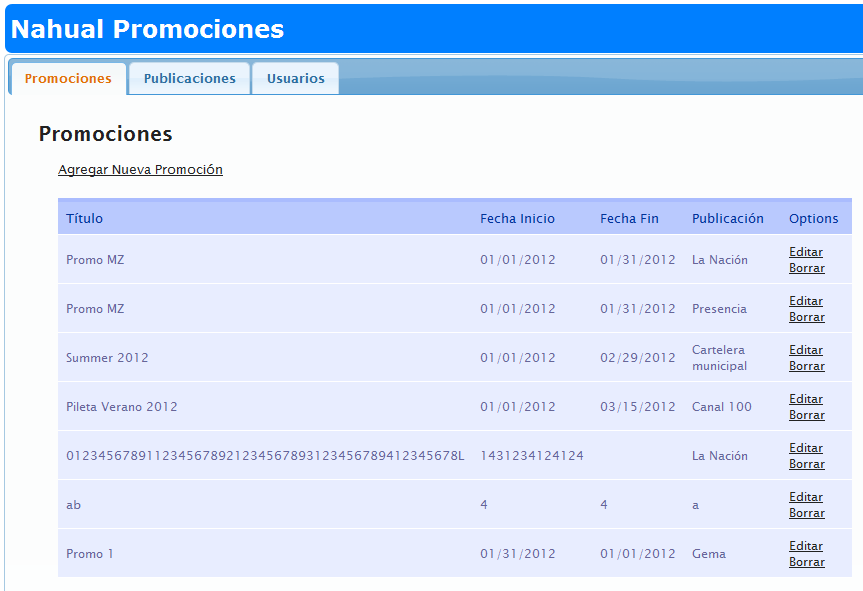 Nahual Promociones
Promociones Publicaciones Usuarios
Promociones
Agregar Nueva Promoción
Título Fecha Inicio Fecha Fin Publicación Options
Promo MZ 01/01/2012 01/31/2012 La Nación Editar
Borrar
Promo MZ 01/01/2012 01/31/2012 Presencia Editar
Borrar
Summer 2012 01/01/2012 02/29/2012 Cartelera municipal Editar
Borrar
Pileta Verano 2012 01/01/2012 03/15/2012 Canal 100 Editar
Borrar
0123456789112345678921234567893123456789412345678L 1431234124124 La Nación Editar
Borrar
ab 4 4 a Editar
Borrar
Promo 1 01/31/2012 01/01/2012 Gema Editar
Borrar